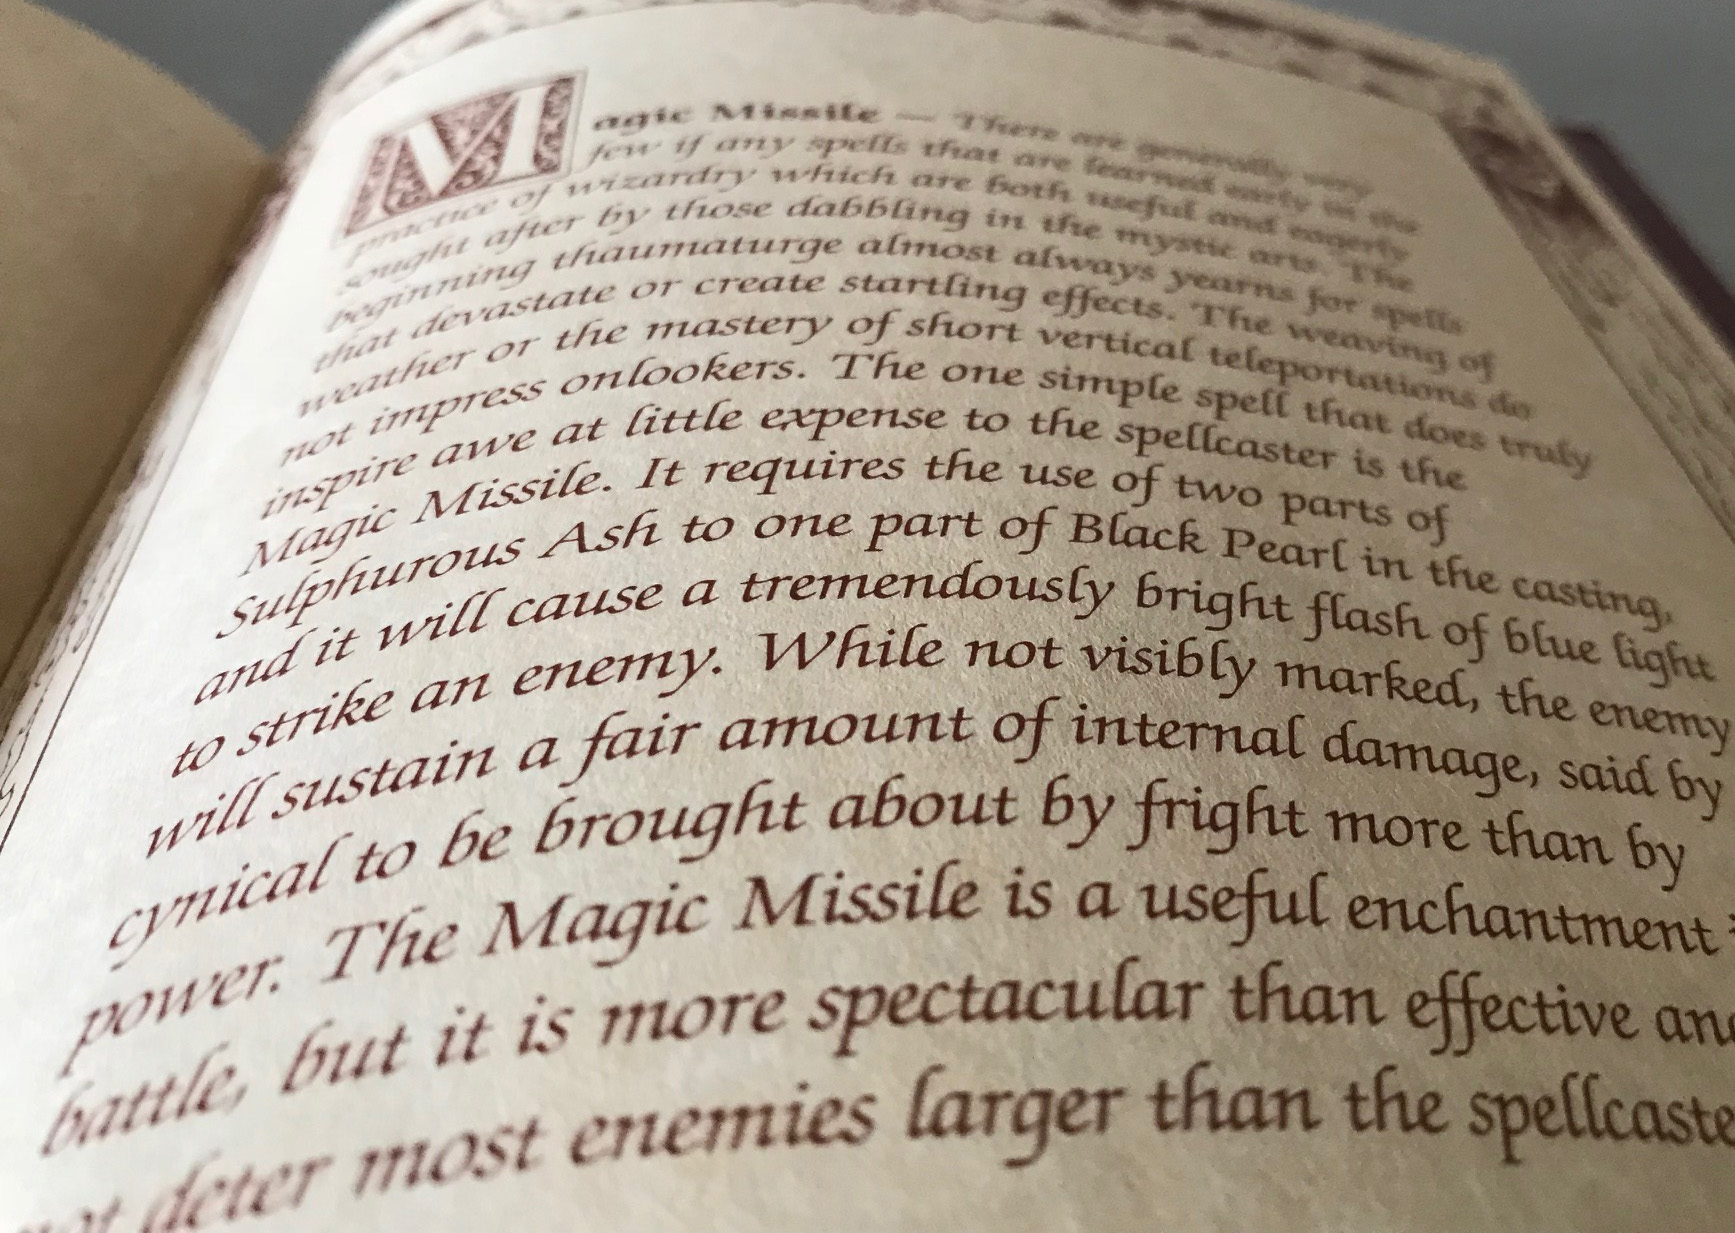 Magic Missile — There are generally very
few if any spells that are learned early in the
practice of wizardry which are both useful and eagerly
sought after by those dabbling in the mystic arts. The
beginning thaumaturge almost always yearns for spells
that devastate or create startling effects. The weaving of
weather or the mastery of short vertical teleportations do
not impress onlookers. The one simple spell that does truly
inspire awe at little expense to the spellcaster is the
Magic Missile. It requires the use of two parts of
Sulphurous Ash to one part of Black Pearl in the casting,
and it will cause a tremendously bright flash of blue light
to strike an enemy. While not visibly marked, the enemy
will sustain a fair amount of internal damage, said by
cynical to be brought about by fright more than by
power. The Magic Missile is a useful enchantment
battle, but it is more spectacular than effective and
not deter most enemies larger than the spellcaste